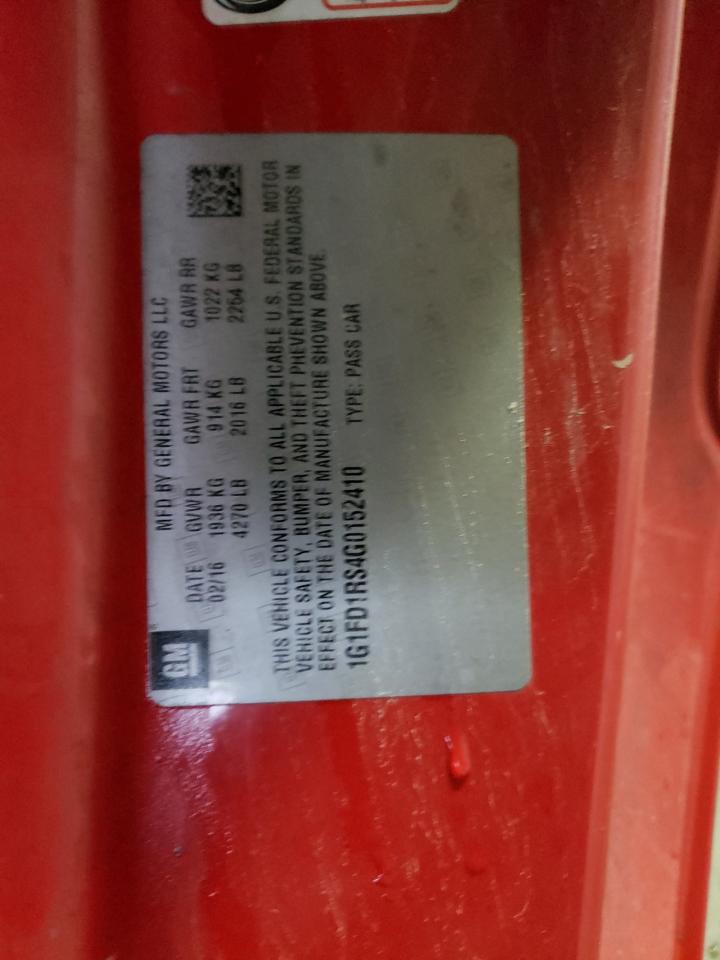 GM
MFD BY GENERAL MOTORS LLC
DATE GVWR GAWR FRT GAWR RR
02/16 1936 KG 914 KG 1022 KG
4270 LB 2016 LB 2254 LB
THIS VEHICLE CONFORMS TO ALL APPLICABLE U.S. FEDERAL MOTOR
VEHICLE SAFETY, BUMPER, AND THEFT PREVENTION STANDARDS IN
EFFECT ON THE DATE OF MANUFACTURE SHOWN ABOVE.
1G1FD1RS4G0152410 TYPE: PASS CAR